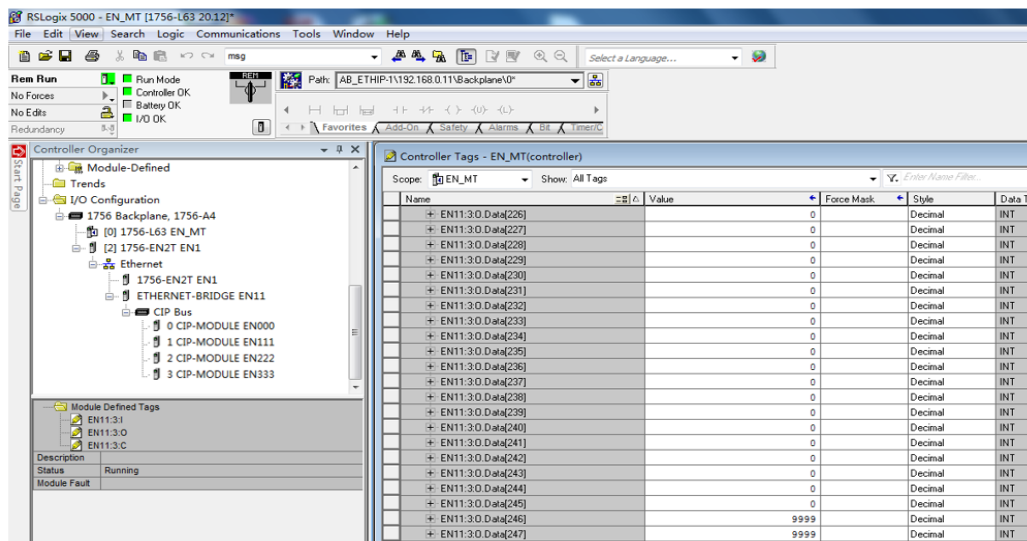 RSLogix 5000 - EN_MT [1756-L63 20.12]*
File Edit View Search Logic Communications Tools Window Help
msg
Select a Language...
Rem Run
Run Mode
REM
Path: AB_ETHIP-1\192.168.0.11\Backplane\0*
No Forces
Controller OK
Battery OK
No Edits
I/O OK
Redundancy
Favorites Add-On Safety Alarms Bit Timer/C
Start Page
Controller Organizer
Module-Defined
Trends
I/O Configuration
1756 Backplane, 1756-A4
[0] 1756-L63 EN_MT
[2] 1756-EN2T EN1
Ethernet
1756-EN2T EN1
ETHERNET-BRIDGE EN11
CIP Bus
0 CIP-MODULE EN000
1 CIP-MODULE EN111
2 CIP-MODULE EN222
3 CIP-MODULE EN333
Module Defined Tags
EN11:3:I
EN11:3:O
EN11:3:C
Description
Status Running
Module Fault
Controller Tags - EN_MT(controller)
Scope: EN_MT Show: All Tags Enter Name Filter...
Name Value Force Mask Style Data T
EN11:3:O.Data[226] 0 Decimal INT
EN11:3:O.Data[227] 0 Decimal INT
EN11:3:O.Data[228] 0 Decimal INT
EN11:3:O.Data[229] 0 Decimal INT
EN11:3:O.Data[230] 0 Decimal INT
EN11:3:O.Data[231] 0 Decimal INT
EN11:3:O.Data[232] 0 Decimal INT
EN11:3:O.Data[233] 0 Decimal INT
EN11:3:O.Data[234] 0 Decimal INT
EN11:3:O.Data[235] 0 Decimal INT
EN11:3:O.Data[236] 0 Decimal INT
EN11:3:O.Data[237] 0 Decimal INT
EN11:3:O.Data[238] 0 Decimal INT
EN11:3:O.Data[239] 0 Decimal INT
EN11:3:O.Data[240] 0 Decimal INT
EN11:3:O.Data[241] 0 Decimal INT
EN11:3:O.Data[242] 0 Decimal INT
EN11:3:O.Data[243] 0 Decimal INT
EN11:3:O.Data[244] 0 Decimal INT
EN11:3:O.Data[245] 0 Decimal INT
EN11:3:O.Data[246] 9999 Decimal INT
EN11:3:O.Data[247] 9999 Decimal INT